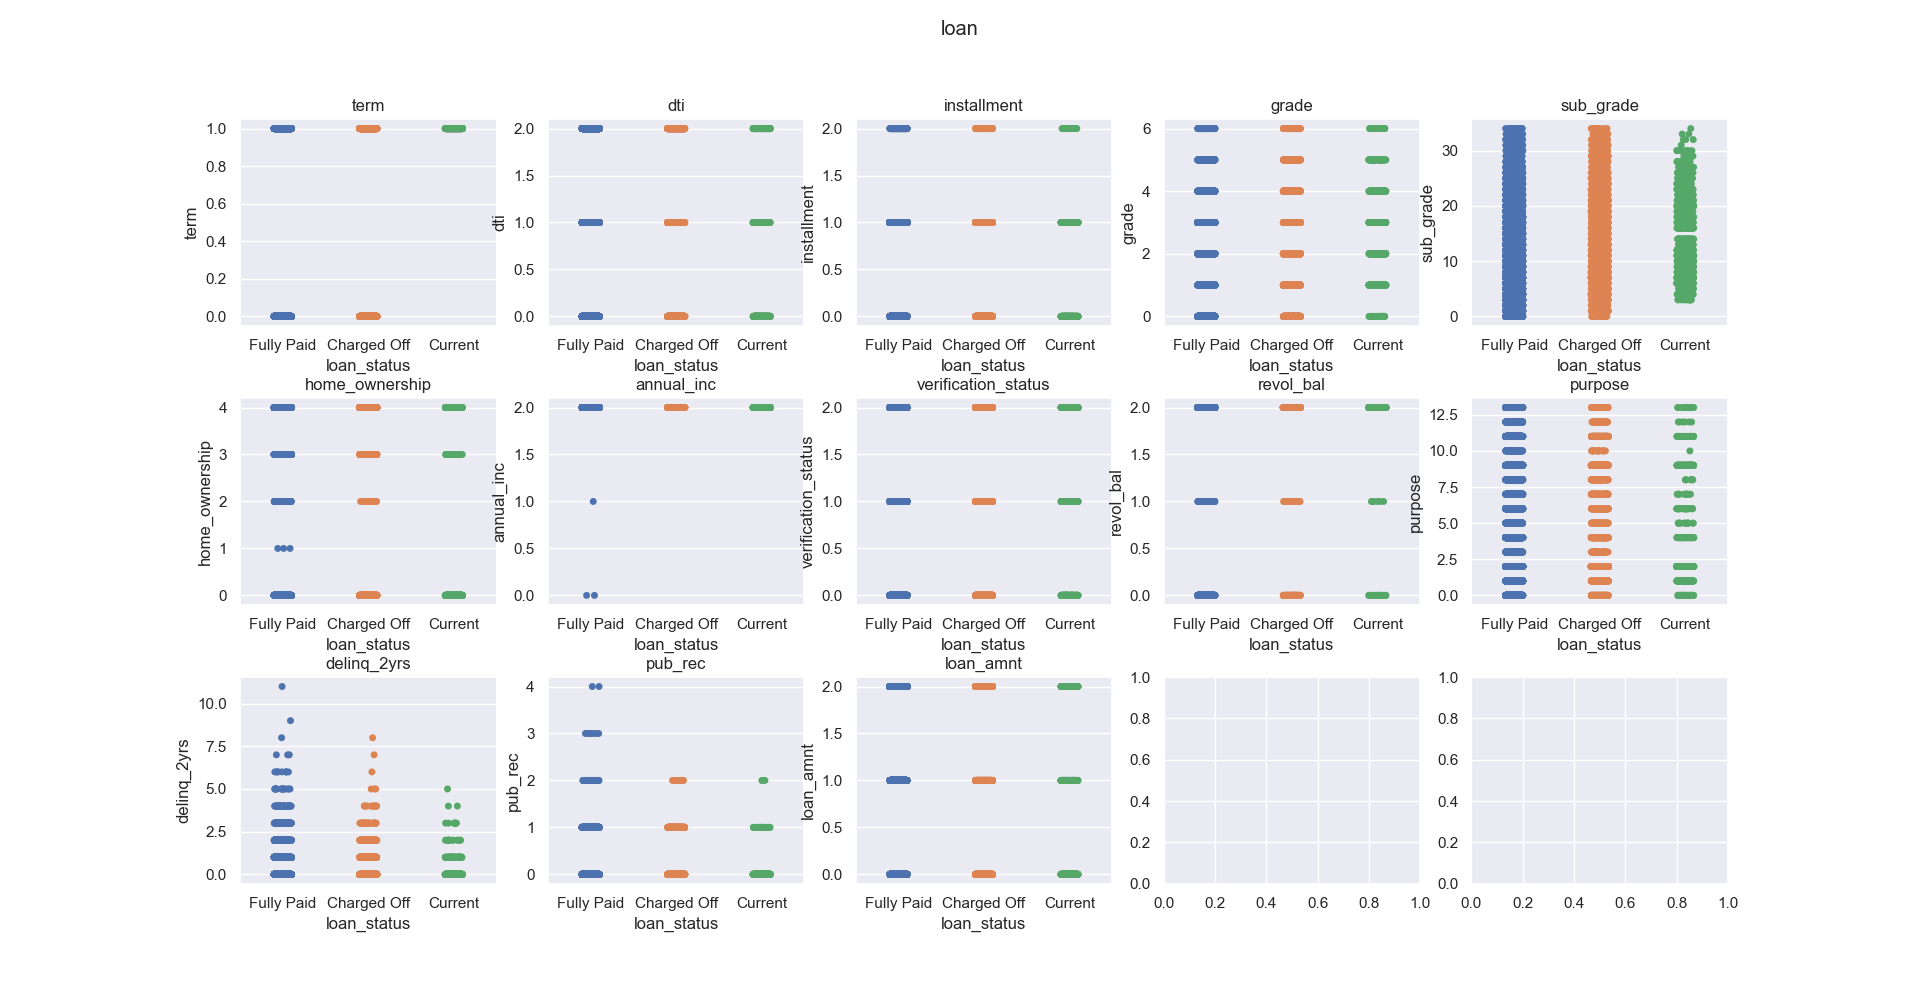 loan
term
1.0
0.8
0.6
0.4
0.2
0.0
term
Fully Paid Charged Off Current
loan_status
dti
2.0
1.5
1.0
0.5
0.0
dti
Fully Paid Charged Off Current
loan_status
installment
2.0
1.5
1.0
0.5
0.0
installment
Fully Paid Charged Off Current
loan_status
grade
6
4
2
0
grade
Fully Paid Charged Off Current
loan_status
sub_grade
30
20
10
0
sub_grade
Fully Paid Charged Off Current
loan_status
home_ownership
4
3
2
1
0
home_ownership
Fully Paid Charged Off Current
loan_status
annual_inc
2.0
1.5
1.0
0.5
0.0
annual_inc
Fully Paid Charged Off Current
loan_status
verification_status
2.0
1.5
1.0
0.5
0.0
verification_status
Fully Paid Charged Off Current
loan_status
revol_bal
2.0
1.5
1.0
0.5
0.0
revol_bal
Fully Paid Charged Off Current
loan_status
purpose
12.5
10.0
7.5
5.0
2.5
0.0
purpose
Fully Paid Charged Off Current
loan_status
delinq_2yrs
10.0
7.5
5.0
2.5
0.0
delinq_2yrs
Fully Paid Charged Off Current
loan_status
pub_rec
4
3
2
1
0
pub_rec
Fully Paid Charged Off Current
loan_status
loan_amnt
2.0
1.5
1.0
0.5
0.0
loan_amnt
Fully Paid Charged Off Current
loan_status
1.0
0.8
0.6
0.4
0.2
0.0
0.0 0.2 0.4 0.6 0.8 1.0
1.0
0.8
0.6
0.4
0.2
0.0
0.0 0.2 0.4 0.6 0.8 1.0